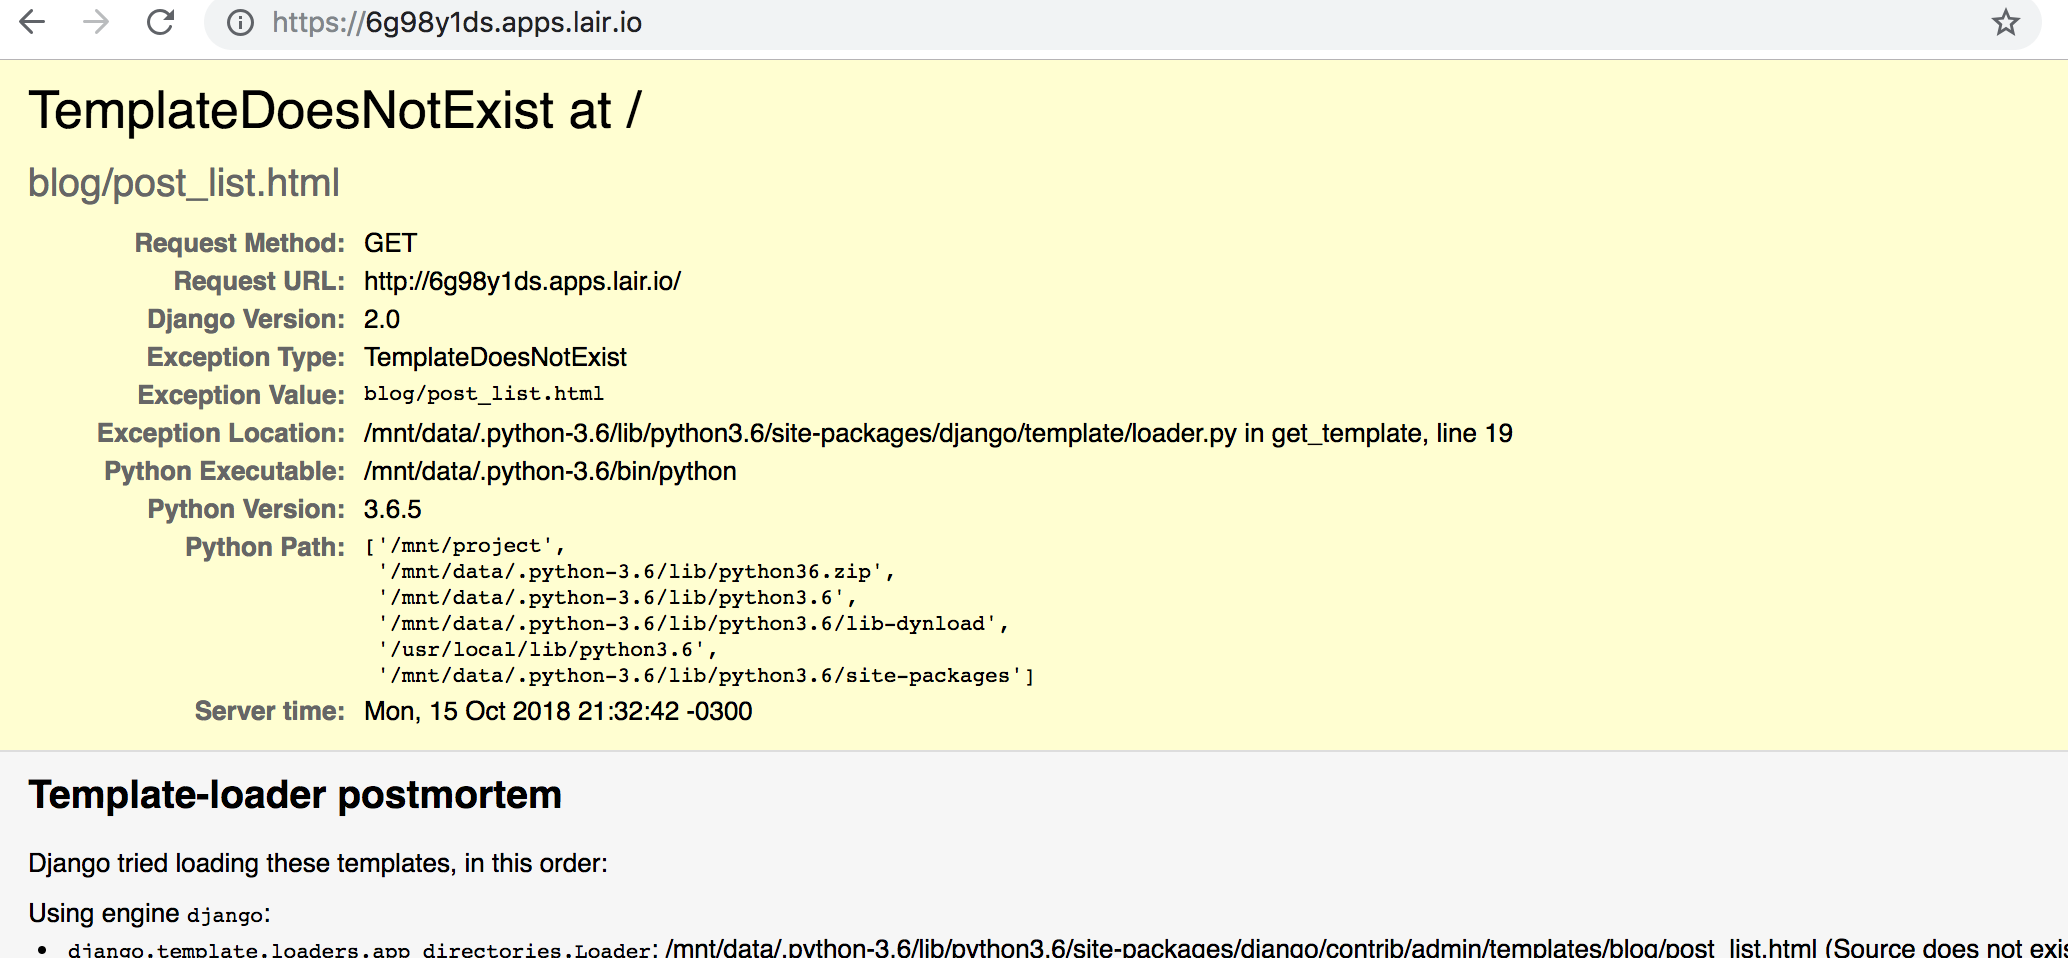 https://6g98y1ds.apps.lair.io
TemplateDoesNotExist at /
blog/post_list.html
Request Method: GET
Request URL: http://6g98y1ds.apps.lair.io/
Django Version: 2.0
Exception Type: TemplateDoesNotExist
Exception Value: blog/post_list.html
Exception Location: /mnt/data/.python-3.6/lib/python3.6/site-packages/django/template/loader.py in get_template, line 19
Python Executable: /mnt/data/.python-3.6/bin/python
Python Version: 3.6.5
Python Path: ['/mnt/project',
'/mnt/data/.python-3.6/lib/python36.zip',
'/mnt/data/.python-3.6/lib/python3.6',
'/mnt/data/.python-3.6/lib/python3.6/lib-dynload',
'/usr/local/lib/python3.6',
'/mnt/data/.python-3.6/lib/python3.6/site-packages']
Server time: Mon, 15 Oct 2018 21:32:42 -0300
Template-loader postmortem
Django tried loading these templates, in this order:
Using engine django:
• django.template.loaders.app_directories.Loader: /mnt/data/.python-3.6/lib/python3.6/site-packages/django/contrib/admin/templates/blog/post_list.html (Source does not exis